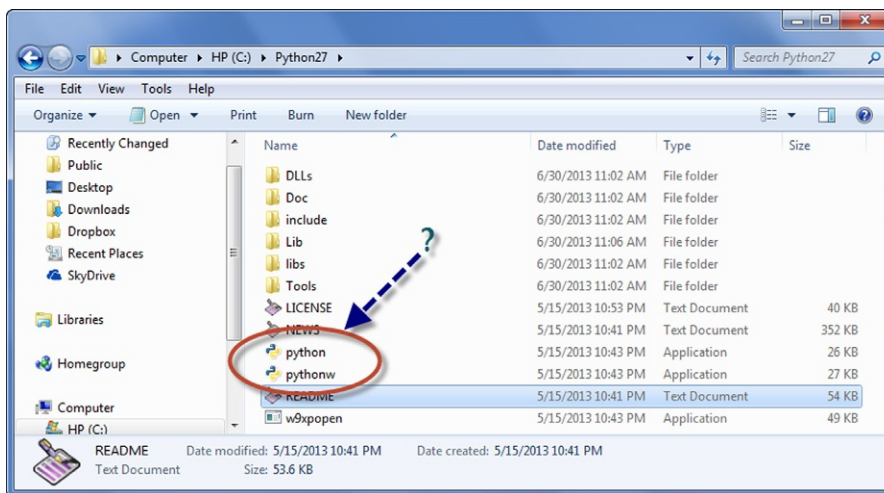 Computer HP (C:) Python27 Search Python27
File Edit View Tools Help
Organize Open Print Burn New folder
Recently Changed
Public
Desktop
Downloads
Dropbox
Recent Places
SkyDrive
Libraries
Homegroup
Computer
HP (C:)
Name Date modified Type Size
DLLs 6/30/2013 11:02 AM File folder
Doc 6/30/2013 11:02 AM File folder
include 6/30/2013 11:02 AM File folder
Lib 6/30/2013 11:06 AM File folder
?
libs 6/30/2013 11:02 AM File folder
Tools 6/30/2013 11:02 AM File folder
LICENSE 5/15/2013 10:53 PM Text Document 40 KB
NEWS 5/15/2013 10:41 PM Text Document 352 KB
python 5/15/2013 10:43 PM Application 26 KB
pythonw 5/15/2013 10:43 PM Application 27 KB
README 5/15/2013 10:41 PM Text Document 54 KB
w9xpopen 5/15/2013 10:43 PM Application 49 KB
README Date modified: 5/15/2013 10:41 PM Date created: 5/15/2013 10:41 PM
Text Document Size: 53.6 KB